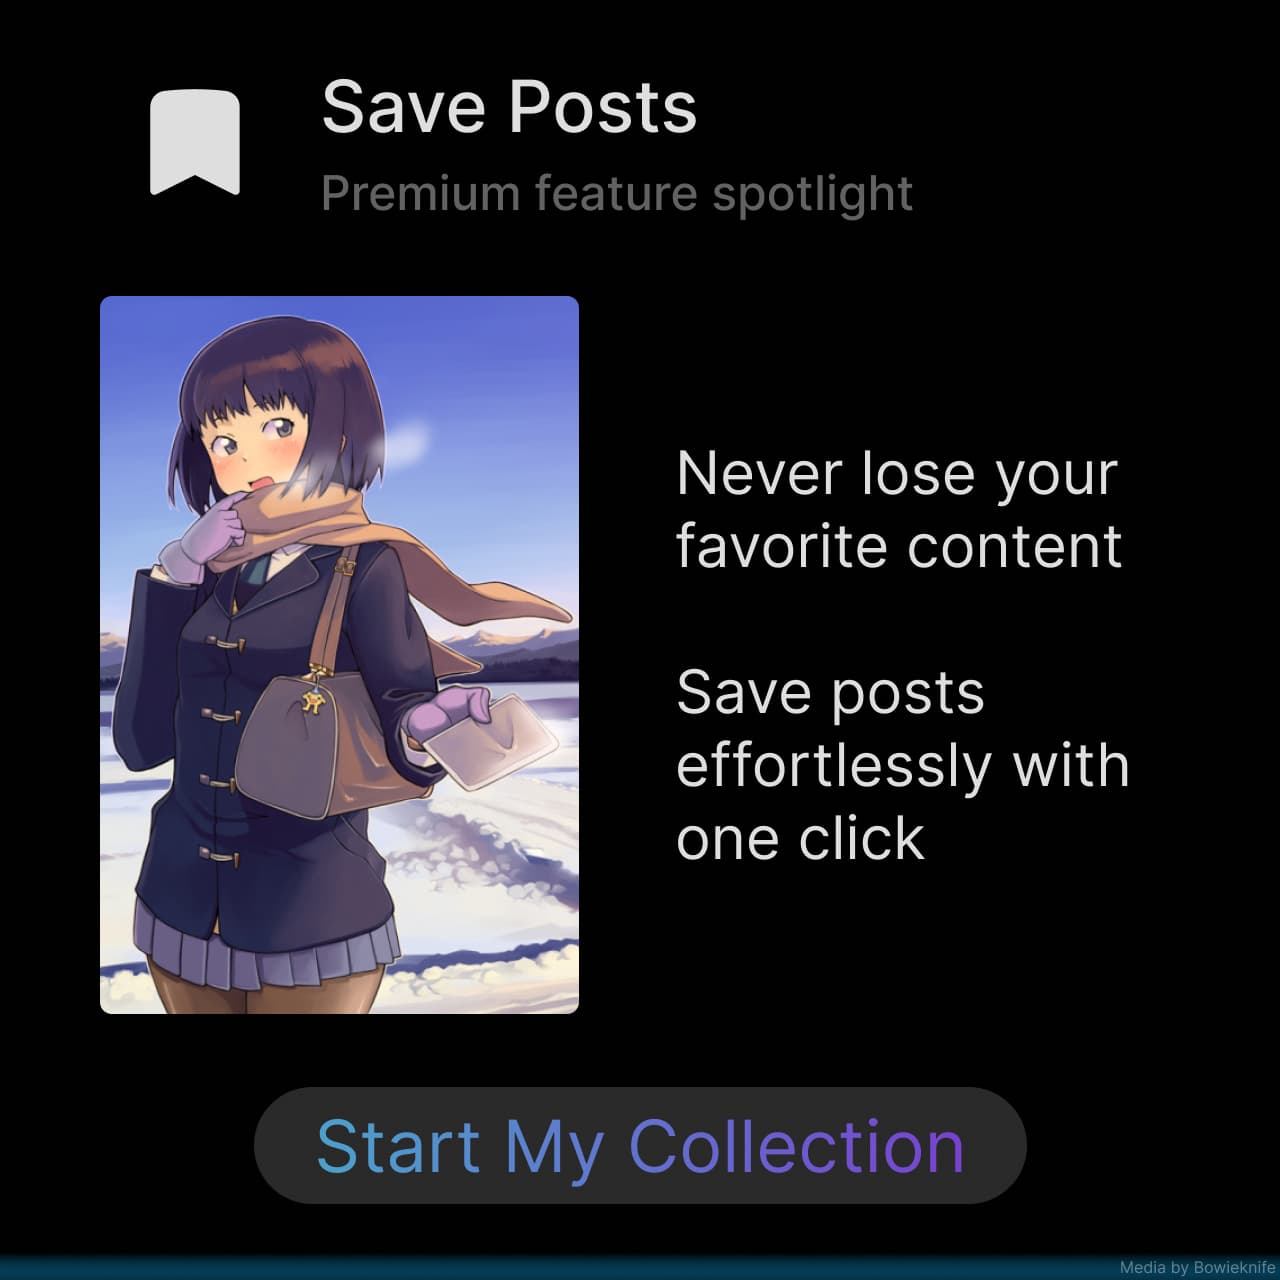 Save Posts
Premium feature spotlight
Never lose your
favorite content
Save posts
effortlessly with
one click
Start My Collection
Media by Bowieknife